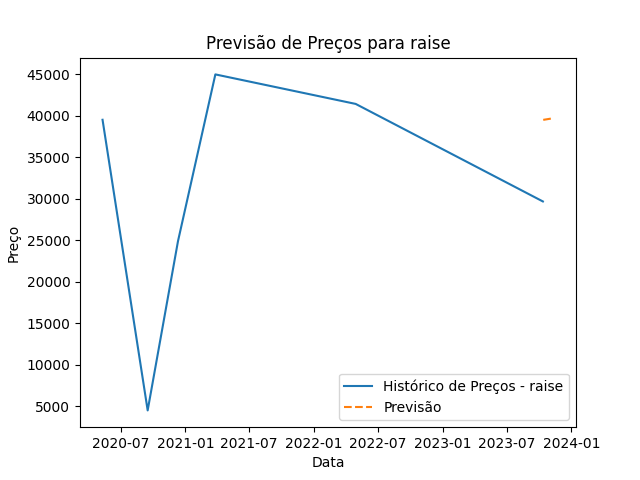 Previsão de Preços para raise
45000
40000
35000
30000
25000
20000
15000
10000
5000
Preço
Histórico de Preços - raise
Previsão
2020-07 2021-01 2021-07 2022-01 2022-07 2023-01 2023-07 2024-01
Data